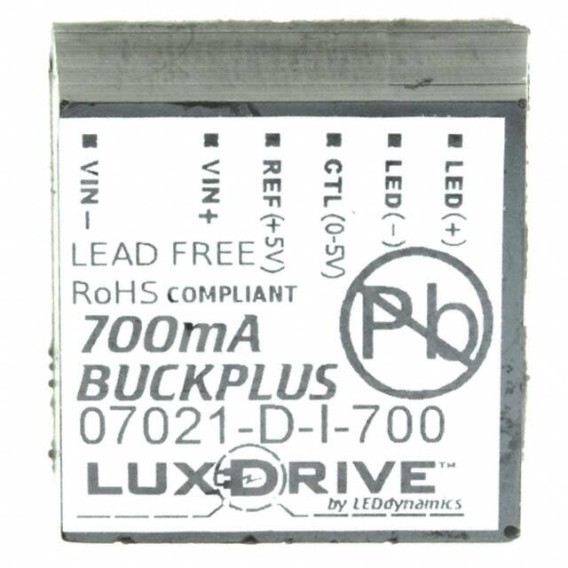 VIN-
VIN+
REF(+5V)
CTL(0-5V)
LED(-)
LED(+)
LEAD FREE
RoHS COMPLIANT
Pb
700mA
BUCKPLUS
07021-D-I-700
LUXDRIVE™
by LEDdynamics